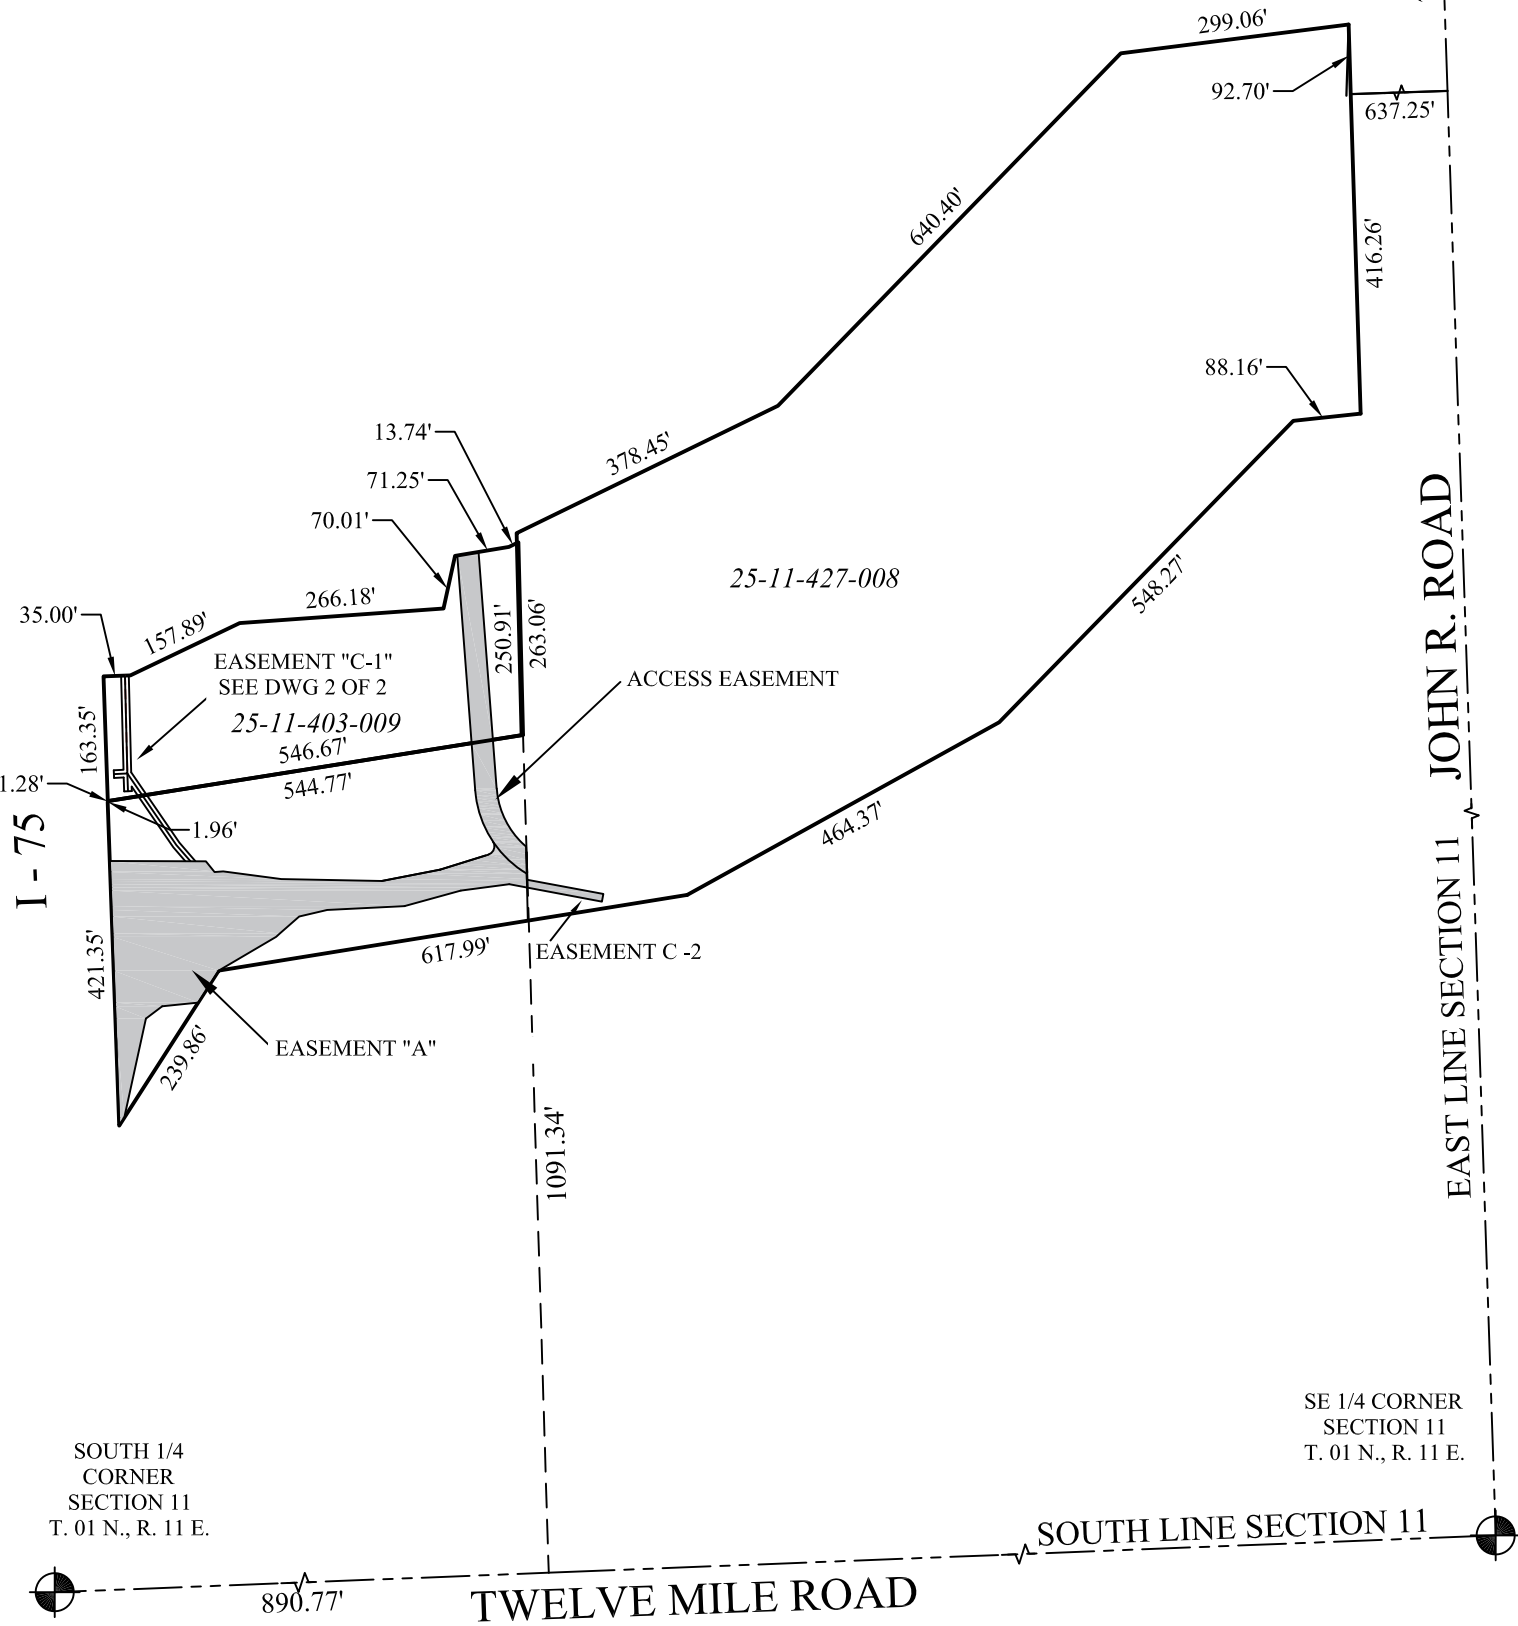 299.06'
92.70'
637.25'
640.40'
416.26'
88.16'
13.74'
378.45'
71.25'
70.01'
25-11-427-008
548.27'
JOHN R. ROAD
266.18'
35.00'
157.89'
250.91'
263.06'
EASEMENT "C-1"
SEE DWG 2 OF 2
ACCESS EASEMENT
25-11-403-009
163.35'
546.67'
544.77'
1.28'
1.96'
464.37'
I - 75
EAST LINE SECTION 11
421.35'
617.99'
EASEMENT C -2
EASEMENT "A"
239.86'
1091.34'
SE 1/4 CORNER
SECTION 11
T. 01 N., R. 11 E.
SOUTH 1/4
CORNER
SECTION 11
T. 01 N., R. 11 E.
SOUTH LINE SECTION 11
890.77'
TWELVE MILE ROAD